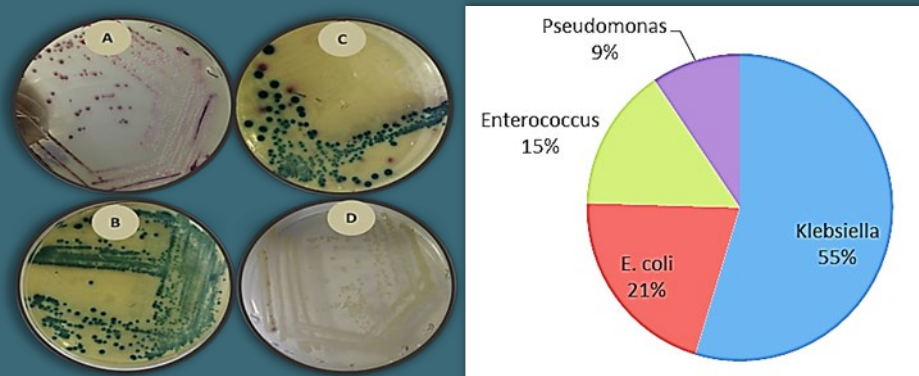 A
C
B
D
Pseudomonas
9%
Enterococcus
15%
Klebsiella
55%
E. coli
21%